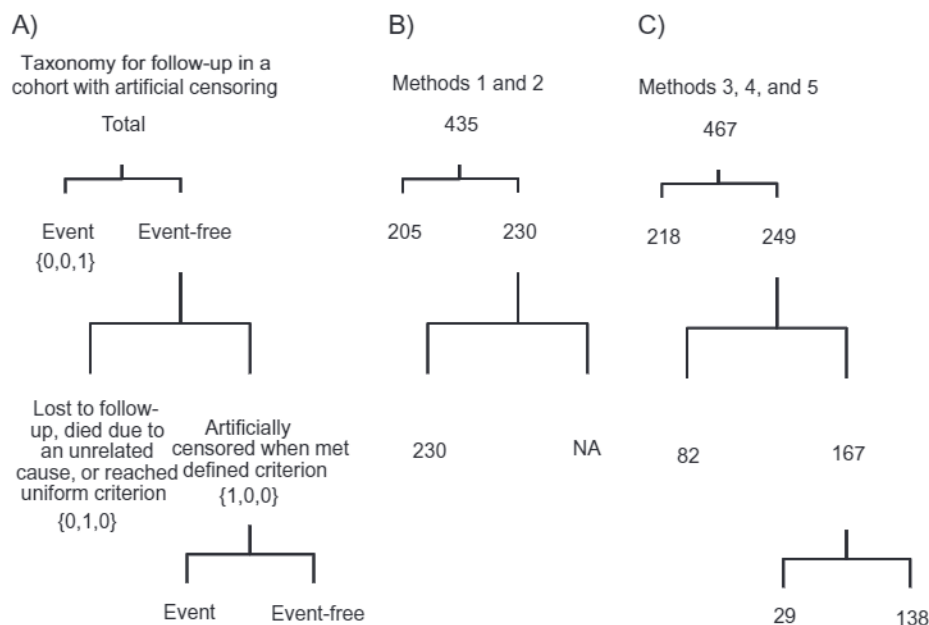 A)
Taxonomy for follow-up in a
cohort with artificial censoring
Total
Event
{0,0,1}
Event-free
Lost to follow-
up, died due to
an unrelated
cause, or reached
uniform criterion
{0,1,0}
Artificially
censored when met
defined criterion
{1,0,0}
Event
Event-free
B)
Methods 1 and 2
435
205
230
230
NA
C)
Methods 3, 4, and 5
467
218
249
82
167
29
138